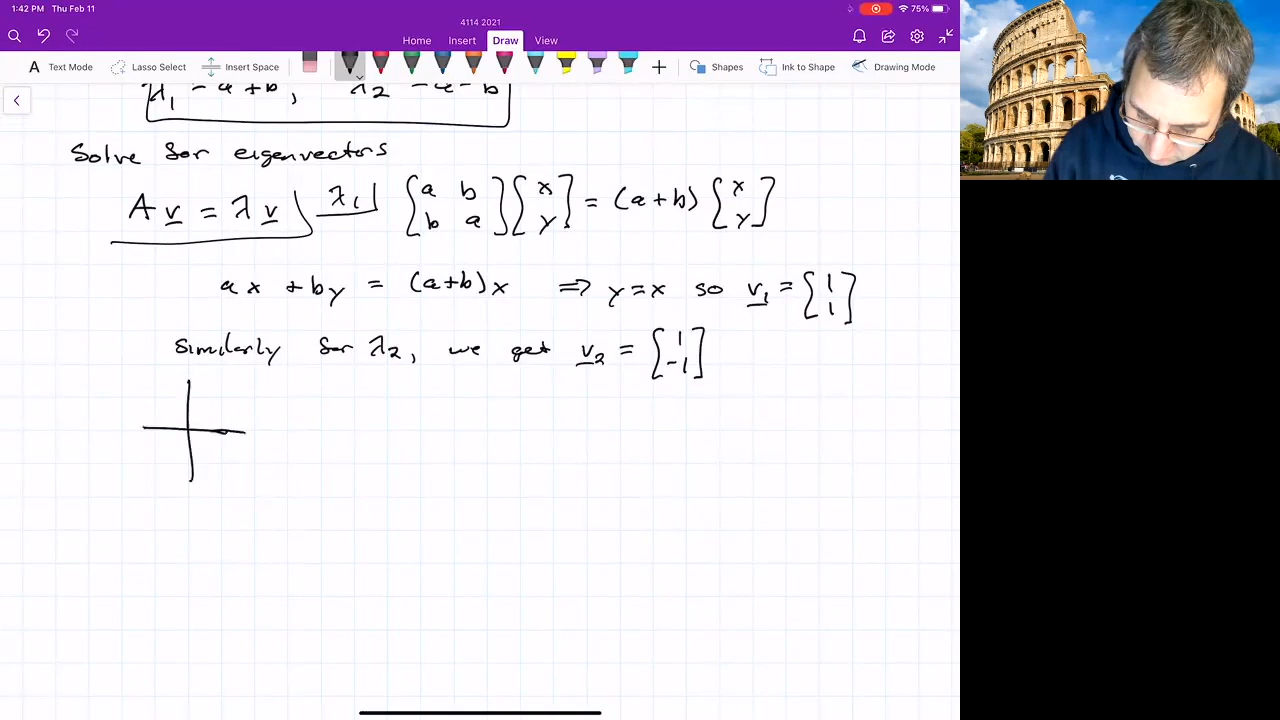 1:42 PM Thu Feb 11
75%
4114 2021
Home Insert Draw View
Text Mode Lasso Select Insert Space Shapes Ink to Shape Drawing Mode
λ₁ = a + b, λ₂ = a - b
Solve for eigenvectors
A v = λ v λ₁ [a b; b a] [x; y] = (a+b) [x; y]
ax + by = (a+b)x ⇒ y=x so v₁ = [1; 1]
similarly for λ₂, we get v₂ = [1; -1]